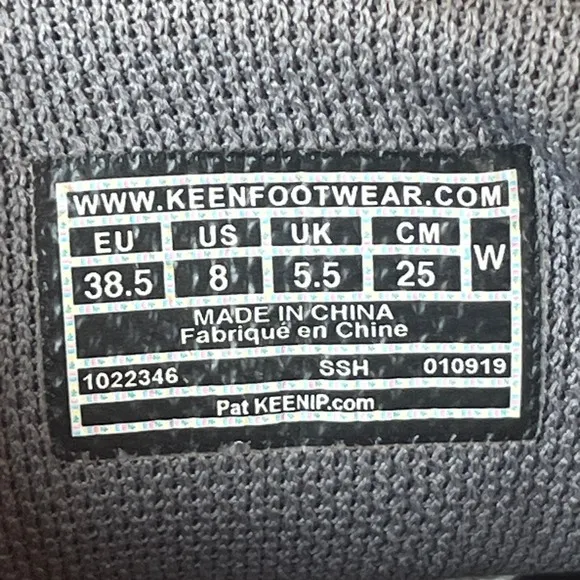 WWW.KEENFOOTWEAR.COM
EU US UK CM W
38.5 8 5.5 25
MADE IN CHINA
Fabriqué en Chine
1022346 SSH 010919
Pat KEENIP.com